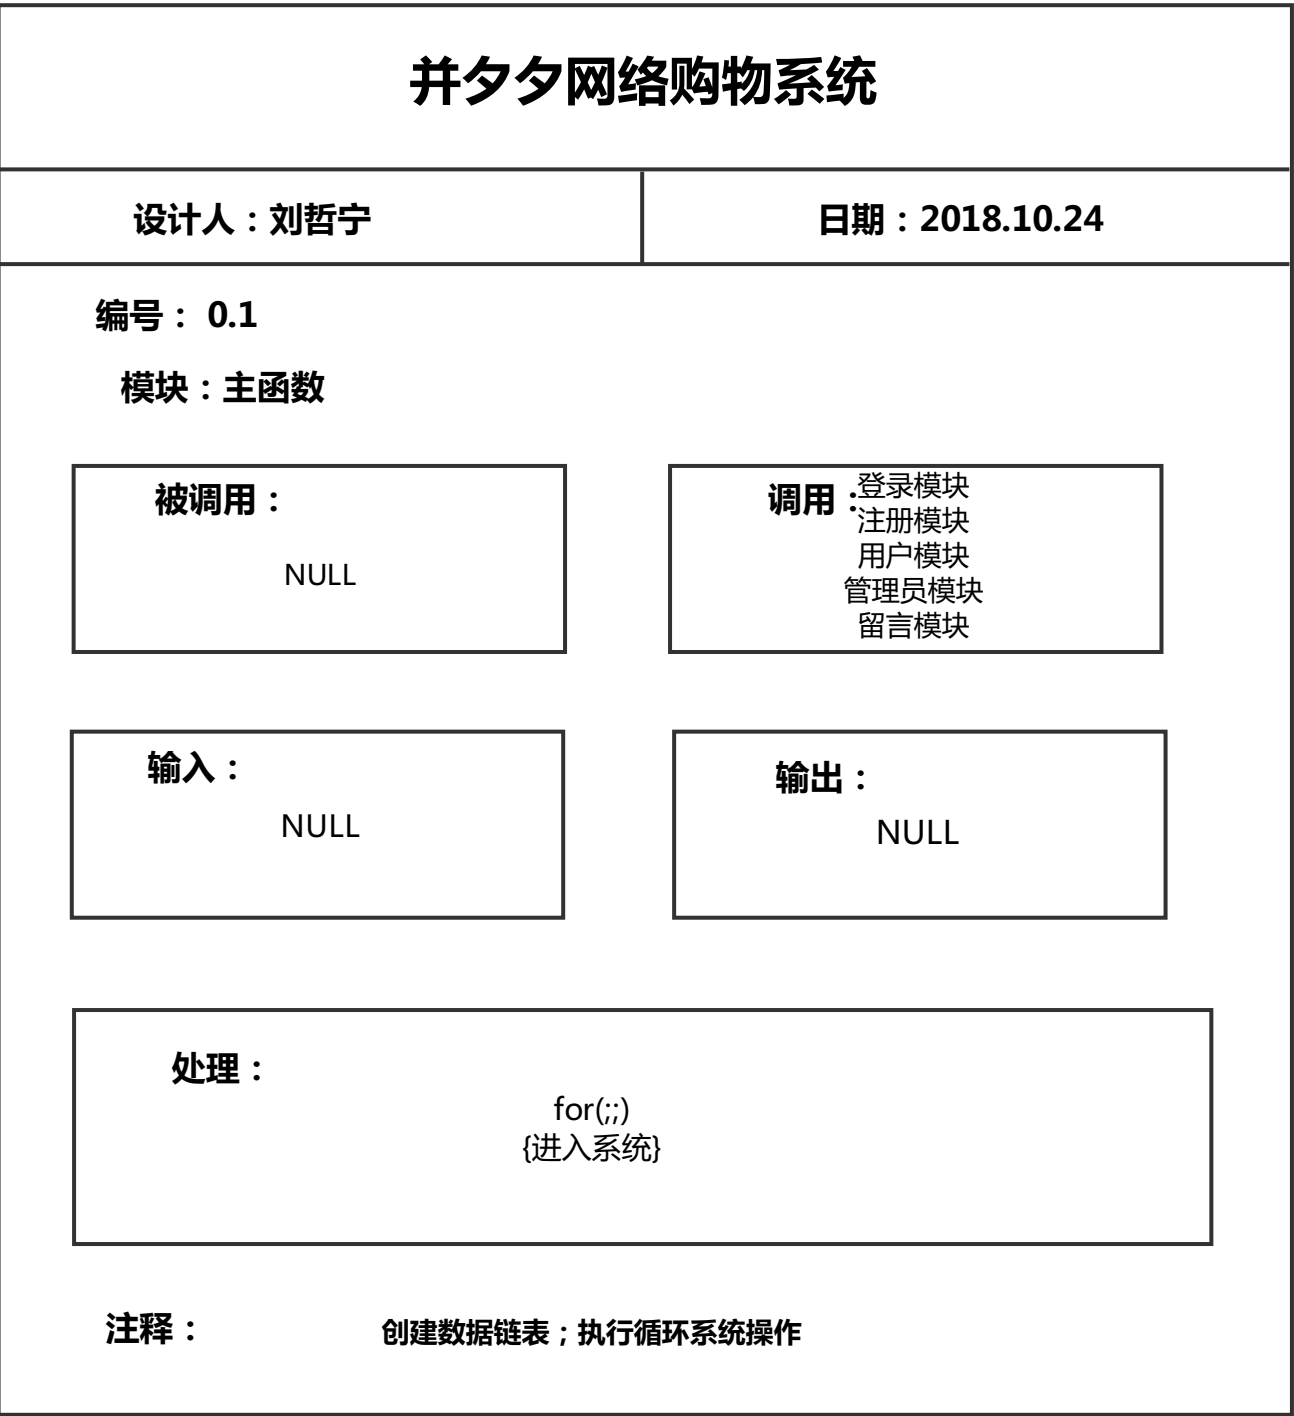 并夕夕网络购物系统
设计人：刘哲宁
日期：2018.10.24
编号： 0.1
模块：主函数
被调用：
NULL
调用：
登录模块
注册模块
用户模块
管理员模块
留言模块
输入：
NULL
输出：
NULL
处理：
for(;;)
{进入系统}
注释：
创建数据链表；执行循环系统操作